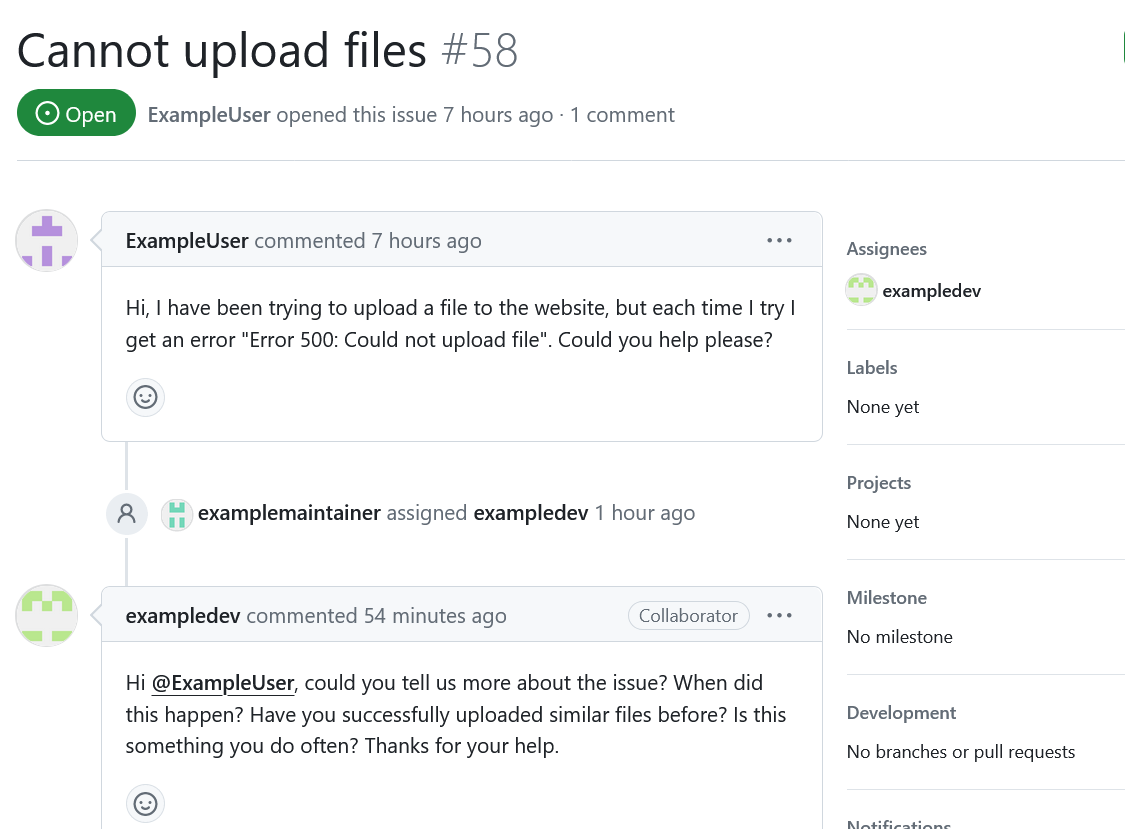 Cannot upload files #58
Open
ExampleUser opened this issue 7 hours ago · 1 comment
ExampleUser commented 7 hours ago
Hi, I have been trying to upload a file to the website, but each time I try I
get an error "Error 500: Could not upload file". Could you help please?
examplemaintainer assigned exampledev 1 hour ago
exampledev commented 54 minutes ago
Collaborator
Hi @ExampleUser, could you tell us more about the issue? When did
this happen? Have you successfully uploaded similar files before? Is this
something you do often? Thanks for your help.
Assignees
exampledev
Labels
None yet
Projects
None yet
Milestone
No milestone
Development
No branches or pull requests
Notifications